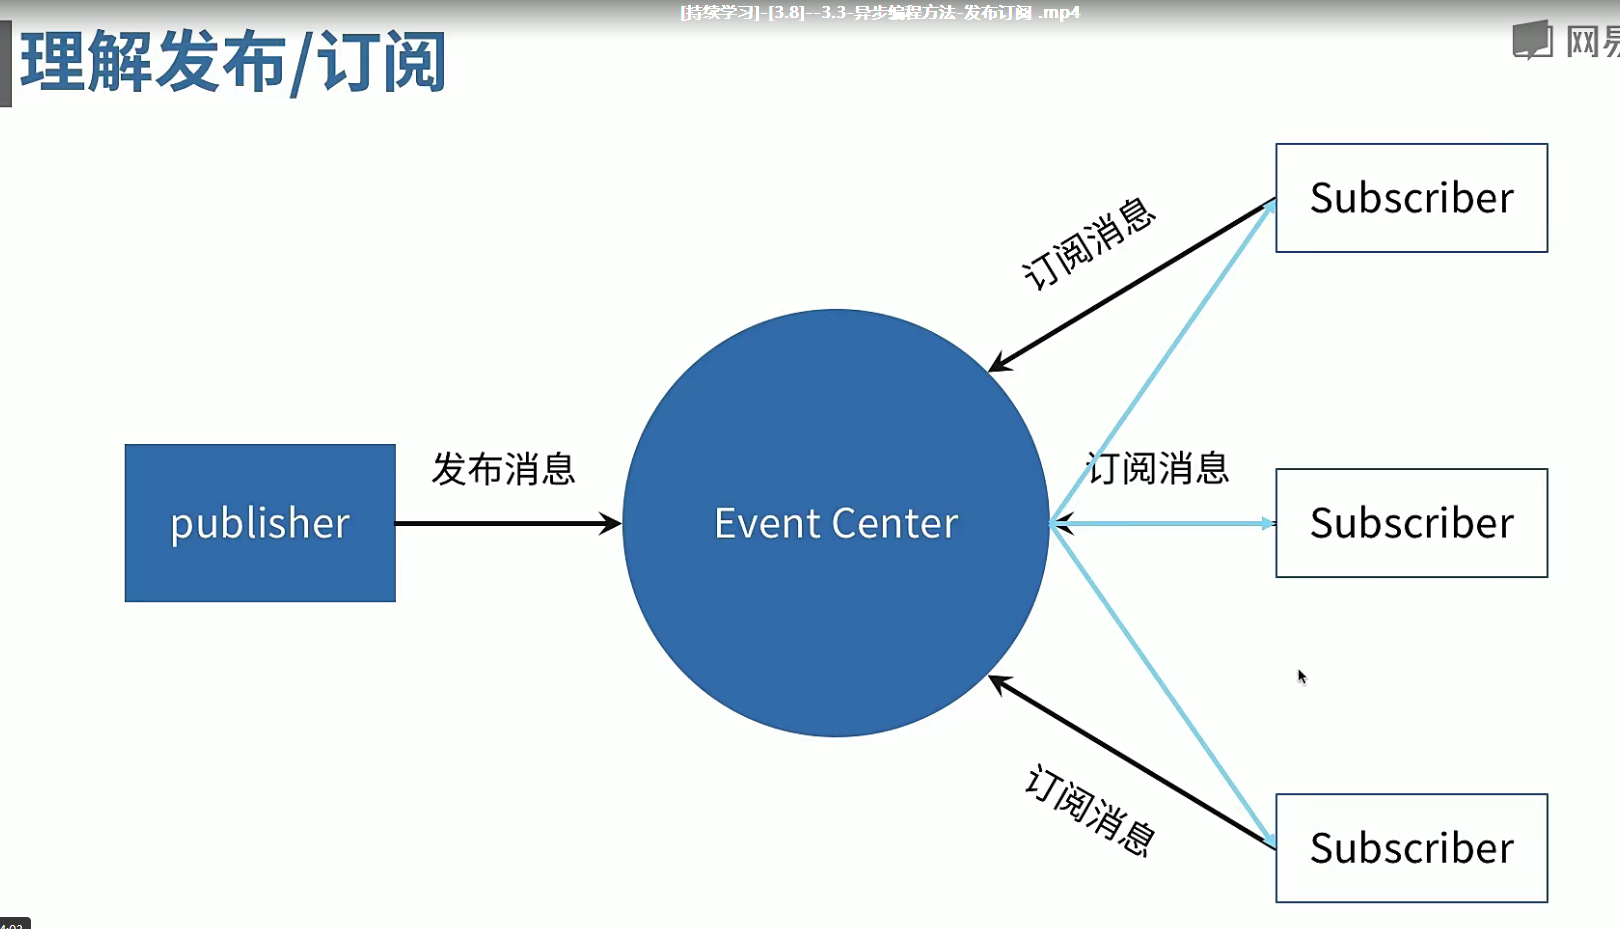 [持续学习]-[3.8]--3.3-异步编程方法-发布订阅 .mp4
理解发布/订阅
网易
Subscriber
订阅消息
发布消息
订阅消息
publisher
Event Center
Subscriber
订阅消息
Subscriber